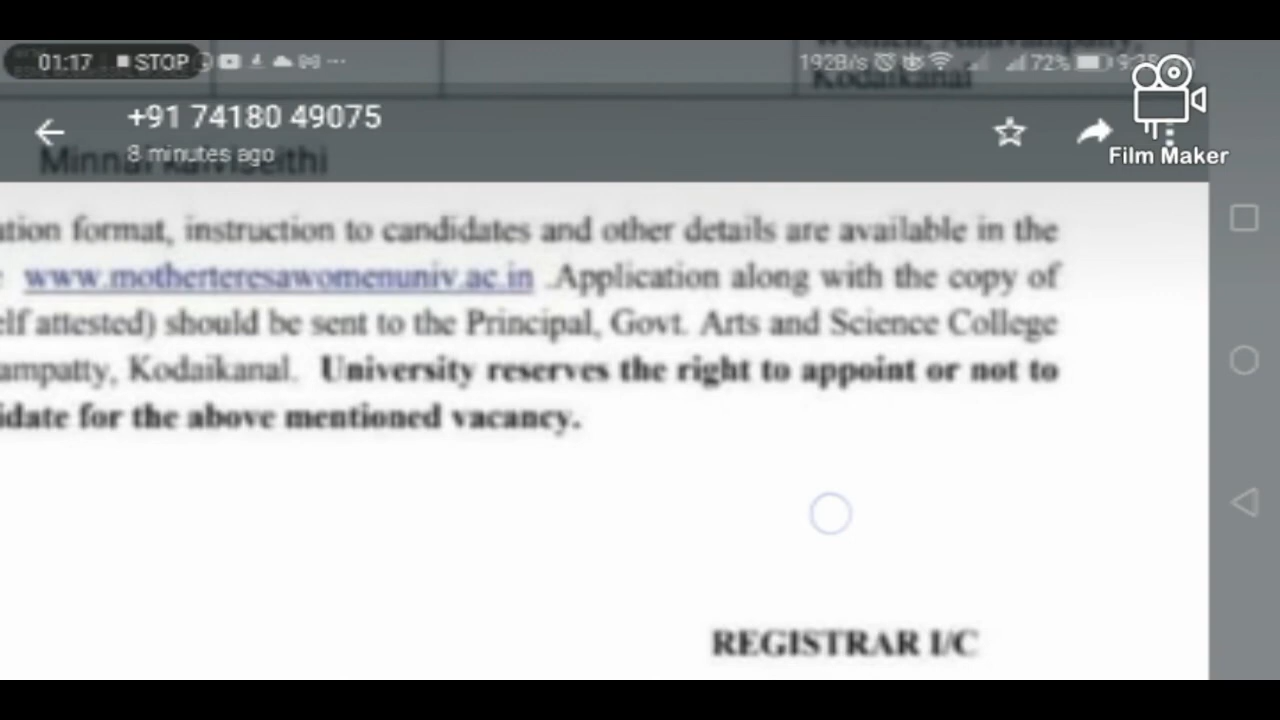 01:17 STOP
192B/s 72%
Kodaikanal
+91 74180 49075
8 minutes ago
Film Maker
Minnal kalviseithi
ation format, instruction to candidates and other details are available in the
www.motherteresawomenuniv.ac.in .Application along with the copy of
elf attested) should be sent to the Principal, Govt. Arts and Science College
ampatty, Kodaikanal. University reserves the right to appoint or not to
idate for the above mentioned vacancy.
REGISTRAR I/C